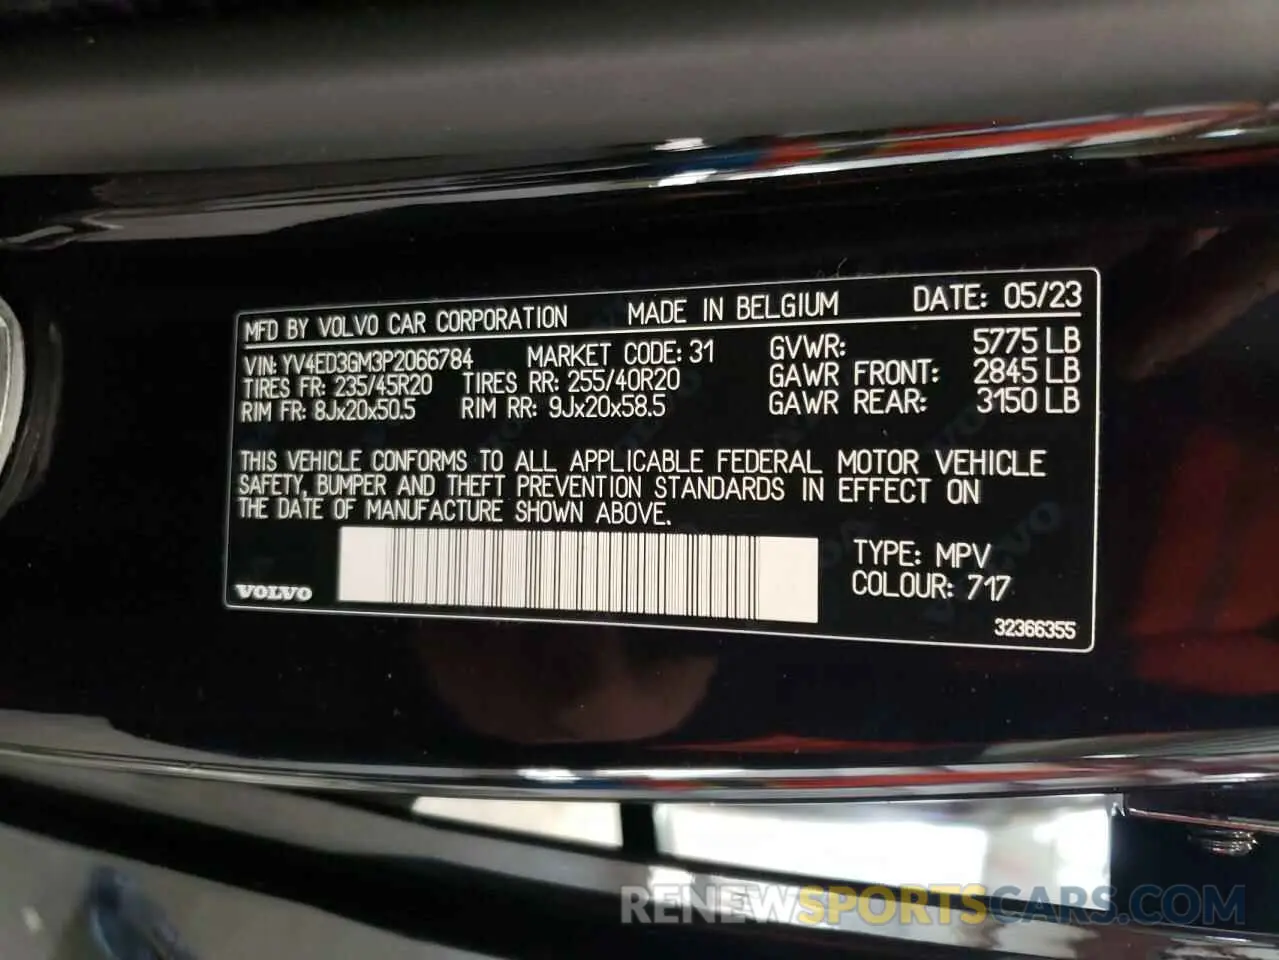 MFD BY VOLVO CAR CORPORATION MADE IN BELGIUM DATE: 05/23
VIN: YV4ED3GM3P2066784 MARKET CODE: 31 GVWR: 5775 LB
TIRES FR: 235/45R20 TIRES RR: 255/40R20 GAWR FRONT: 2845 LB
RIM FR: 8Jx20x50.5 RIM RR: 9Jx20x58.5 GAWR REAR: 3150 LB
THIS VEHICLE CONFORMS TO ALL APPLICABLE FEDERAL MOTOR VEHICLE
SAFETY, BUMPER AND THEFT PREVENTION STANDARDS IN EFFECT ON
THE DATE OF MANUFACTURE SHOWN ABOVE.
TYPE: MPV
COLOUR: 717
VOLVO
32366355
RENEWSPORTSCARS.COM